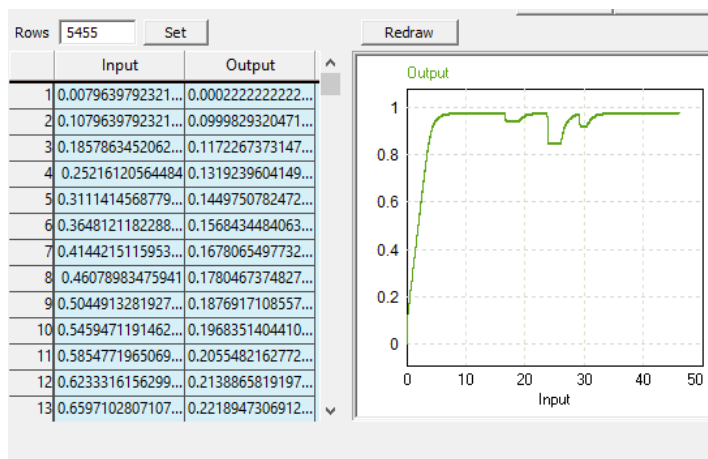 Rows 5455 Set Redraw
Input Output
1 0.0079639792321... 0.0002222222222...
2 0.1079639792321... 0.0999829320471...
3 0.1857863452062... 0.1172267373147...
4 0.25216120564484 0.1319239604149...
5 0.3111414568779... 0.1449750782472...
6 0.3648121182288... 0.1568434484063...
7 0.4144215115953... 0.1678065497732...
8 0.46078983475941 0.1780467374827...
9 0.5044913281927... 0.1876917108557...
10 0.5459471191462... 0.1968351404410...
11 0.5854771965069... 0.2055482162772...
12 0.6233316156299... 0.2138865819197...
13 0.6597102807107... 0.2218947306912...
Output
1
0.8
0.6
0.4
0.2
0
0 10 20 30 40 50
Input